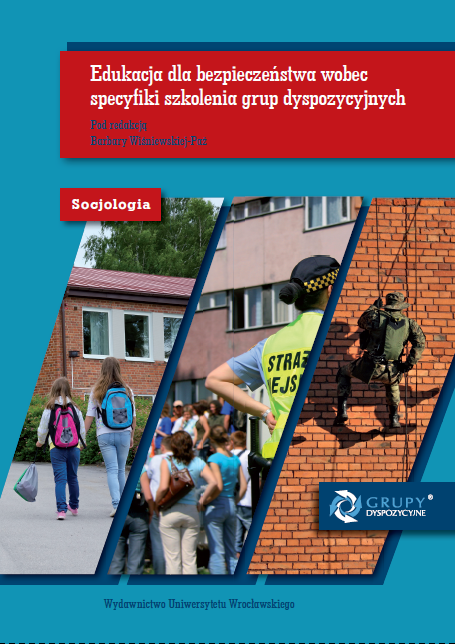 Edukacja dla bezpieczeństwa wobec
specyfiki szkolenia grup dyspozycyjnych
Pod redakcją
Barbary Wiśniewskiej-Paź
Socjologia
STRAŻ
MIEJSK
GRUPY®
DYSPOZYCYJNE
Wydawnictwo Uniwersytetu Wrocławskiego